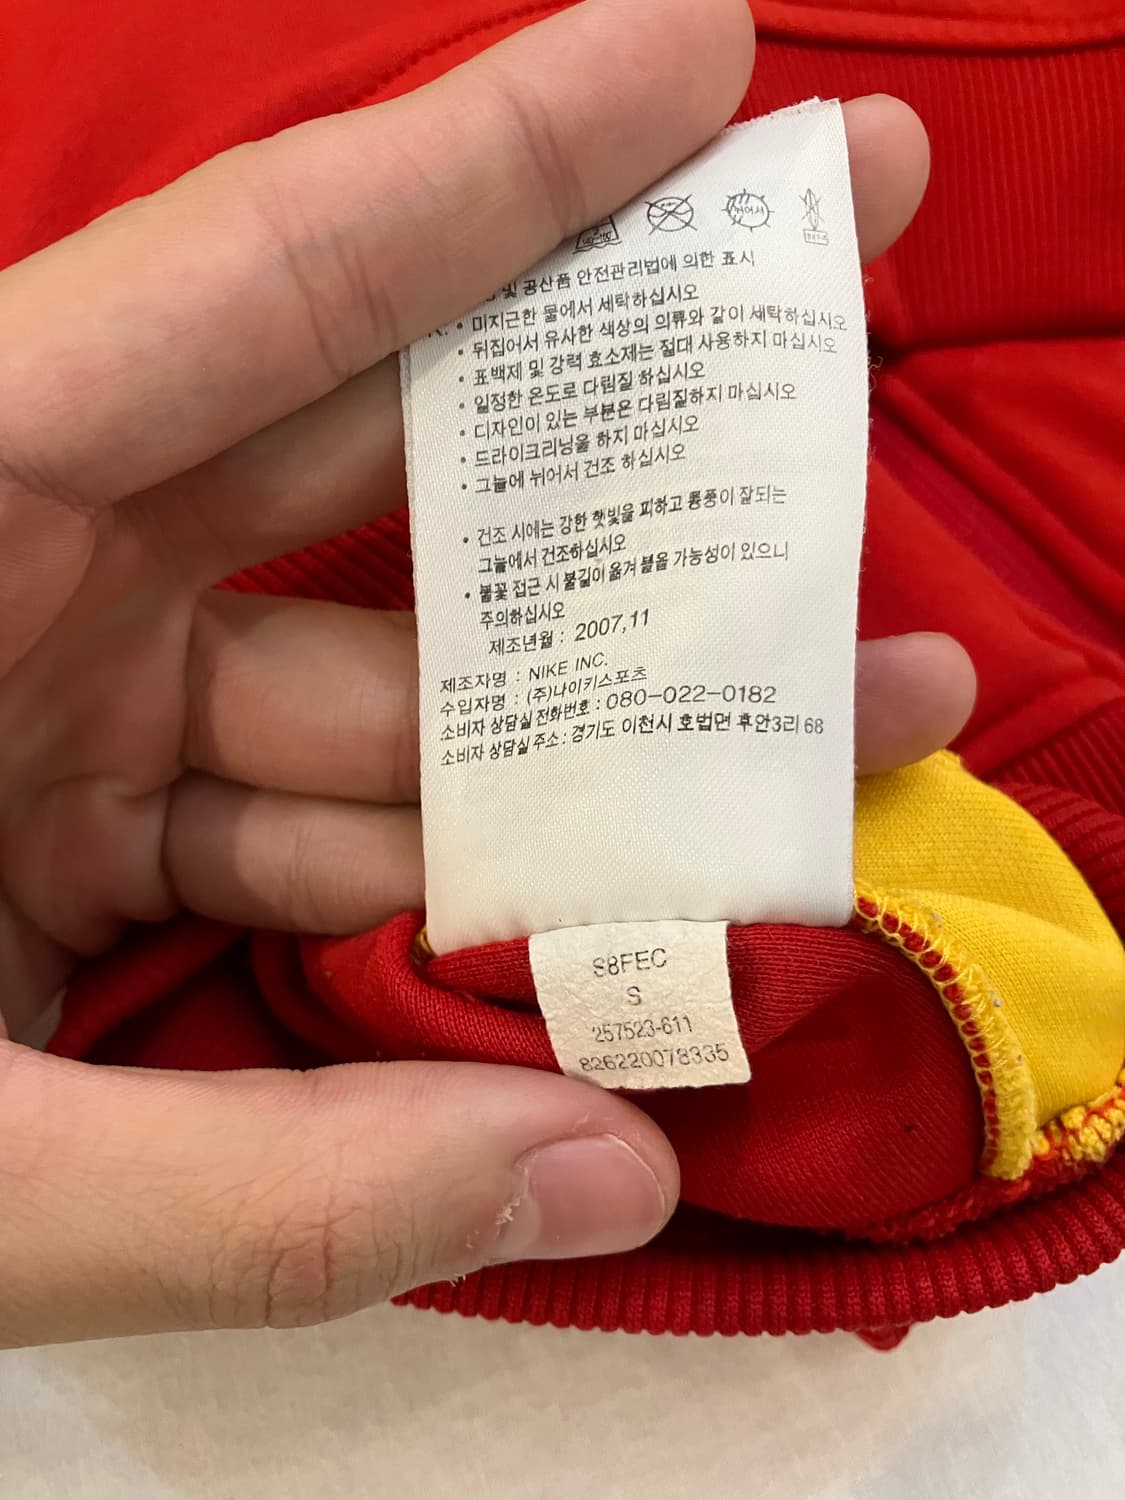 및 공산품 안전관리법에 의한 표시
• 미지근한 물에서 세탁하십시오
• 뒤집어서 유사한 색상의 의류와 같이 세탁하십시오
• 표백제 및 강력 효소제는 절대 사용하지 마십시오
• 일정한 온도로 다림질 하십시오
• 디자인이 있는 부분은 다림질하지 마십시오
• 드라이크리닝을 하지 마십시오
• 그늘에 뉘어서 건조 하십시오
• 건조 시에는 강한 햇빛을 피하고 통풍이 잘되는
그늘에서 건조하십시오
• 불꽃 접근 시 불길이 옮겨 붙을 가능성이 있으니
주의하십시오
제조년월 : 2007,11
제조자명 : NIKE INC.
수입자명 : (주)나이키스포츠
소비자 상담실 전화번호 : 080-022-0182
소비자 상담실 주소 : 경기도 이천시 호법면 후안3리 68
S8FEC
S
257523-611
826220078335